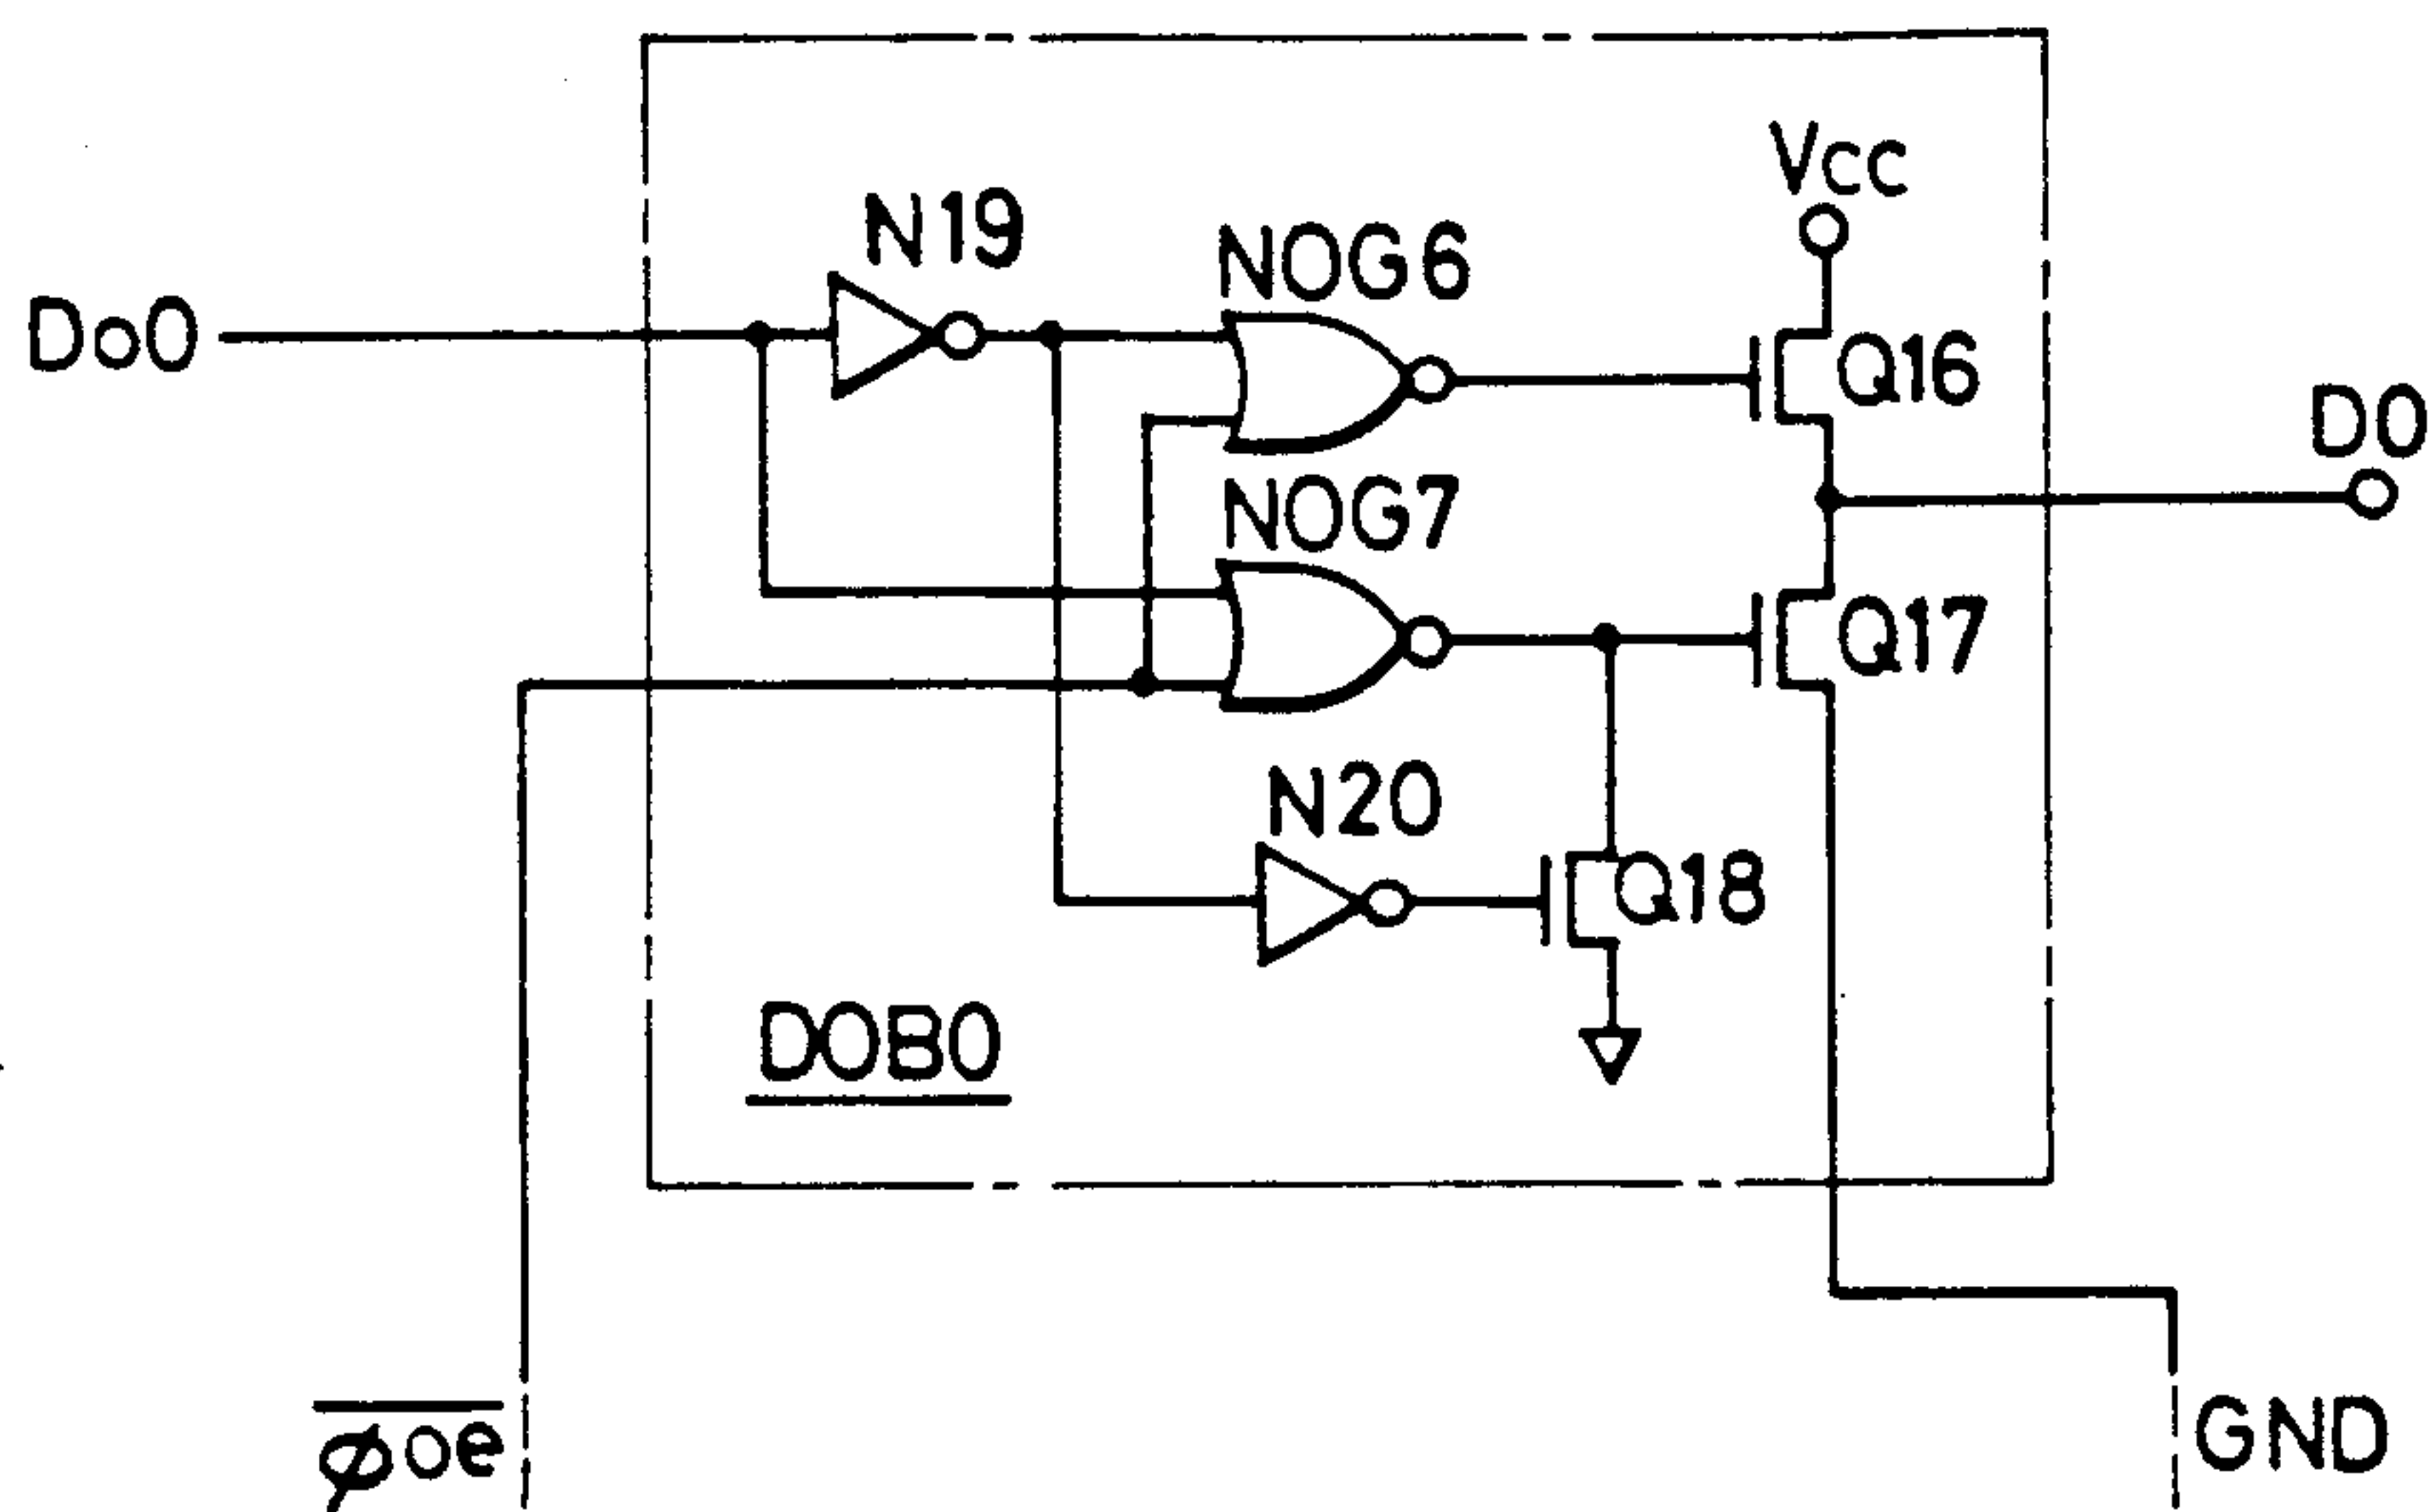 Vcc
N19
NOG6
Do0
Q16
D0
NOG7
Q17
N20
Q18
DOB0
φoe
GND